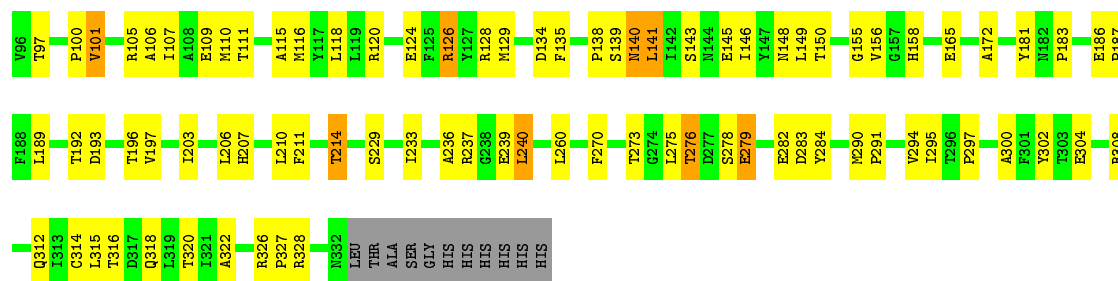 V96 T97 P100 V101 R105 A106 I107 A108 E109 M110 T111 A115 M116 Y117 L118 L119 R120 E124 F125 R126 Y127 R128 M129 D134 F135 P138 S139 N140 L141 I142 S143 N144 E145 I146 Y147 N148 L149 T150 G155 V156 G157 H158 E165 A172 Y181 N182 P183 E186
F188 L189 T192 D193 T196 V197 I203 L206 H207 L210 F211 T214 S229 I233 A236 R237 G238 E239 L240 L260 F270 T273 G274 L275 T276 D277 S278 E279 E282 D283 Y284 M290 P291 V294 I295 T296 P297 A300 F301 Y302 T303 E304
Q312 I313 C314 L315 T316 D317 Q318 L319 T320 I321 A322 R326 P327 R328 N332 LEU THR ALA SER GLY HIS HIS HIS HIS HIS HIS